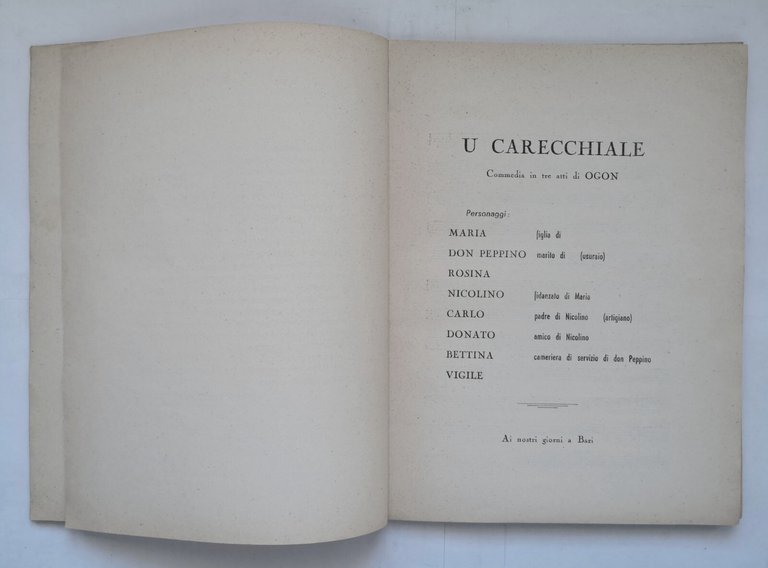 U CARECCHIALE
Commedia in tre atti di OGON
Personaggi:
MARIA figlia di
DON PEPPINO marito di (usuraio)
ROSINA
NICOLINO fidanzato di Maria
CARLO padre di Nicolino (artigiano)
DONATO amico di Nicolino
BETTINA cameriera di servizio di don Peppino
VIGILE
Ai nostri giorni a Bari